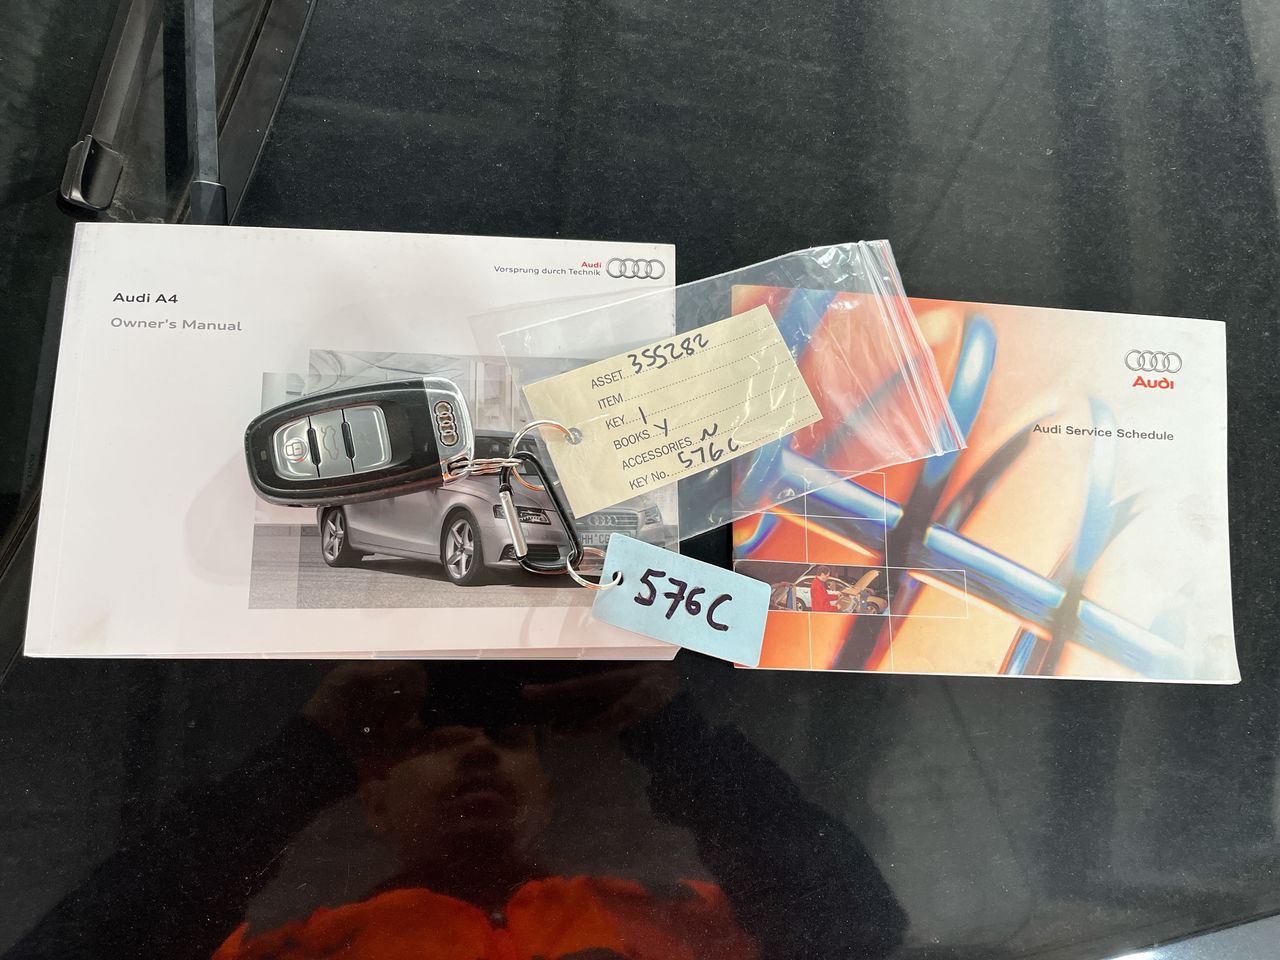 Audi
Vorsprung durch Technik
Audi A4
Owner's Manual
ASSET 355282
ITEM
KEY 1
BOOKS Y
ACCESSORIES N
KEY No. 576C
576C
Audi
Audi Service Schedule